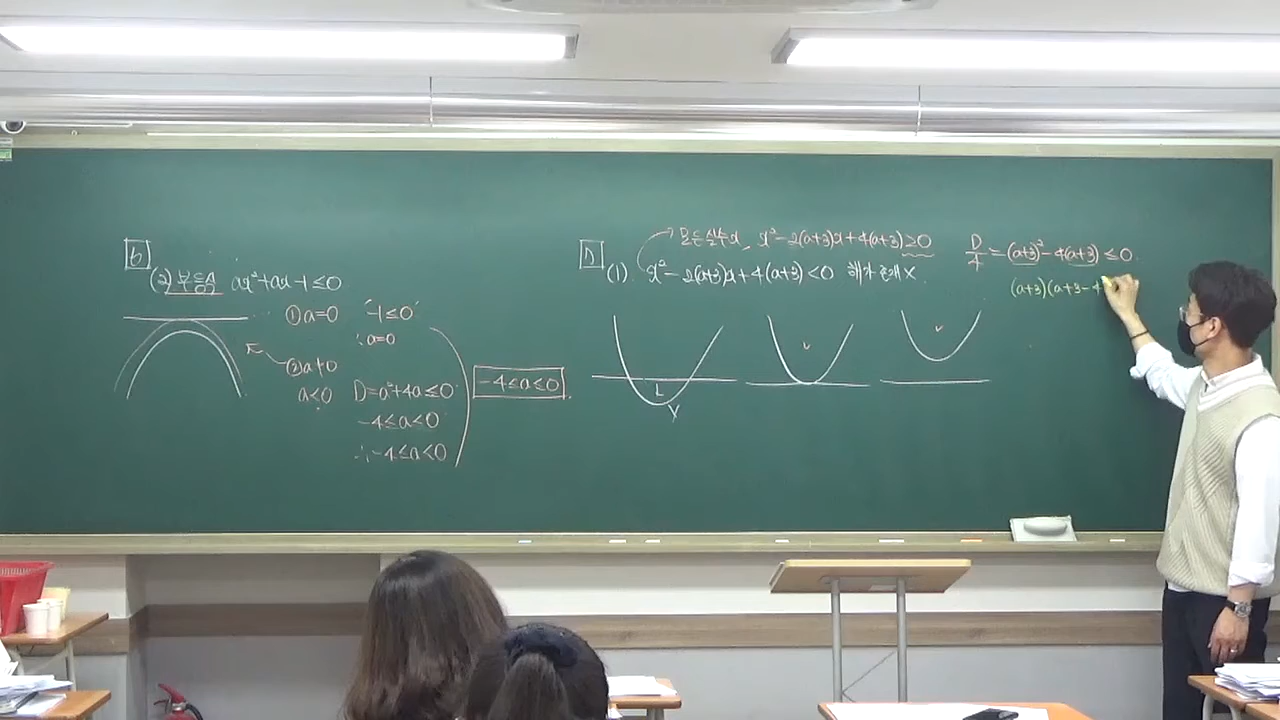 6
(2) 부등식 ax²+ax-1≤0
① a=0 -1≤0
∴a=0
② a≠0
a<0 D=a²+4a≤0
-4≤a<0
∴-4≤a<0
-4≤a≤0
(1). x²-2(a+3)x+4(a+3)<0 해가 존재 X.
모든 실수 x, x²-2(a+3)x+4(a+3)≥0
D/4=(a+3)²-4(a+3)≤0.
(a+3)(a+3-4